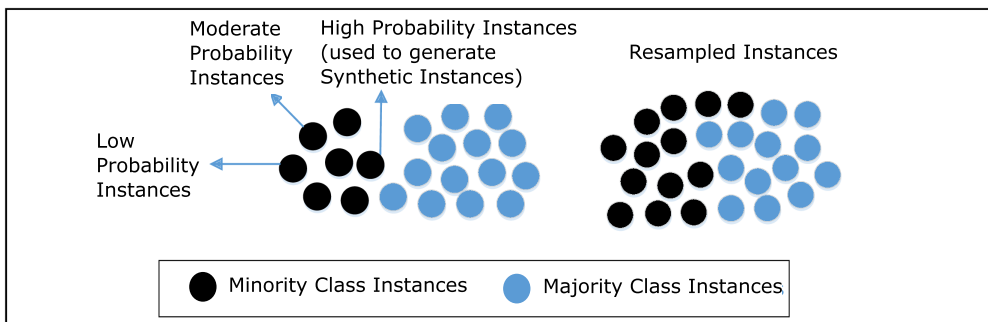 Moderate
Probability
Instances
High Probability Instances
(used to generate
Synthetic Instances)
Resampled Instances
Low
Probability
Instances
Minority Class Instances
Majority Class Instances